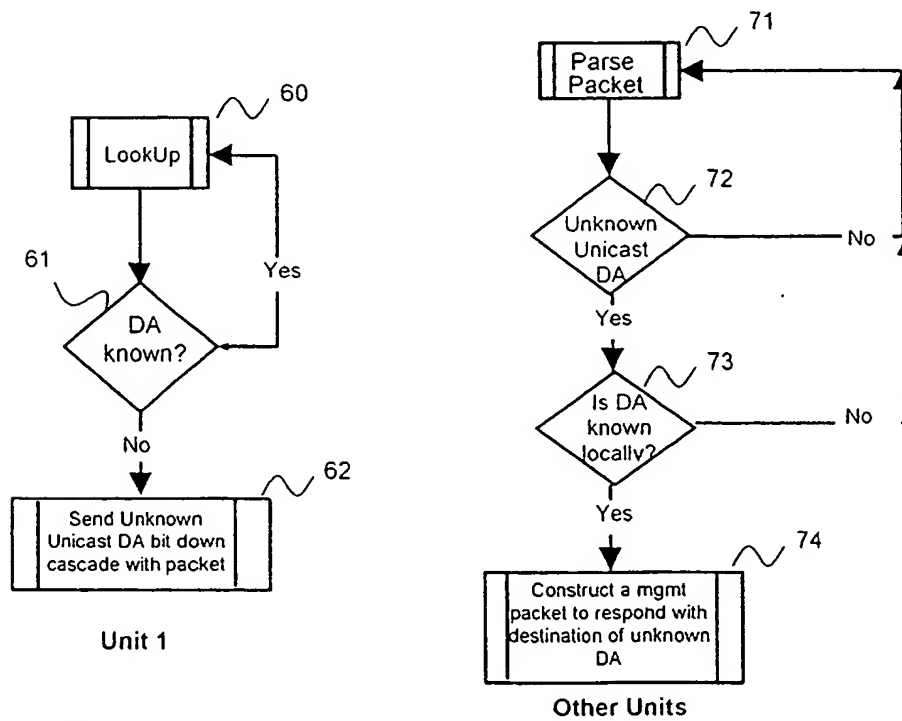 60
LookUp
61
Yes
DA
known?
No
62
Send Unknown
Unicast DA bit down
cascade with packet
Unit 1
71
Parse
Packet
72
Unknown
Unicast
DA
No
Yes
73
Is DA
known
locally?
No
Yes
74
Construct a mgmt
packet to respond with
destination of unknown
DA
Other Units